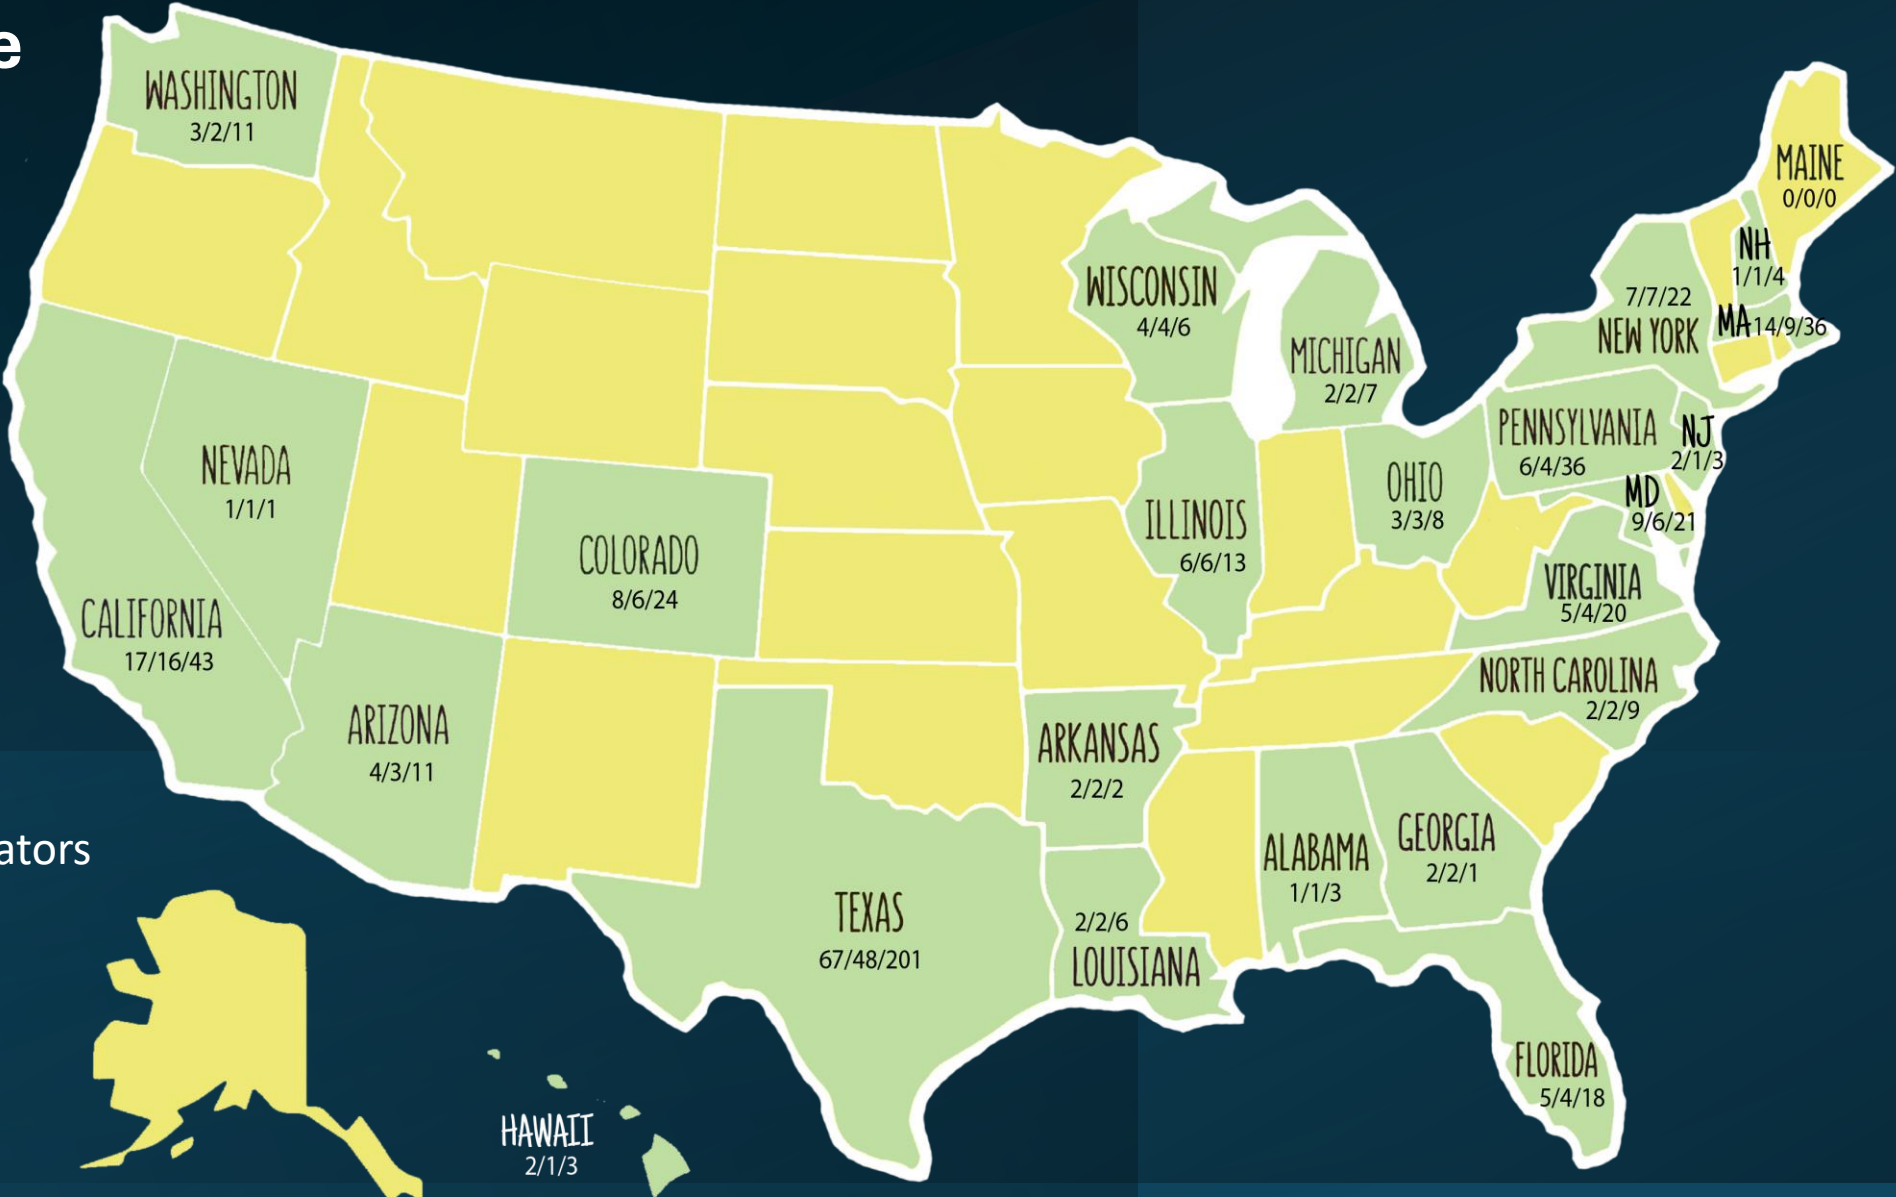 e
WASHINGTON
3/2/11
MAINE
0/0/0
NH
1/1/4
WISCONSIN
4/4/6
7/7/22
NEW YORK
MA 14/9/36
MICHIGAN
2/2/7
PENNSYLVANIA
6/4/36
NJ
2/1/3
NEVADA
1/1/1
OHIO
3/3/8
MD
9/6/21
ILLINOIS
6/6/13
COLORADO
8/6/24
VIRGINIA
5/4/20
CALIFORNIA
17/16/43
NORTH CAROLINA
2/2/9
ARIZONA
4/3/11
ARKANSAS
2/2/2
ators
ALABAMA
1/1/3
GEORGIA
2/2/1
TEXAS
67/48/201
2/2/6
LOUISIANA
FLORIDA
5/4/18
HAWAII
2/1/3